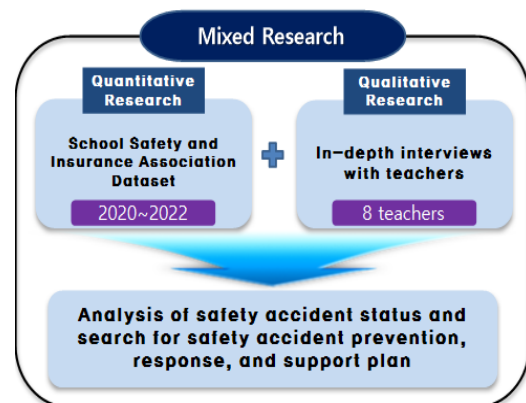 Mixed Research
Quantitative
Research
School Safety and
Insurance Association
Dataset
2020~2022
Qualitative
Research
In-depth interviews
with teachers
8 teachers
Analysis of safety accident status and
search for safety accident prevention,
response, and support plan